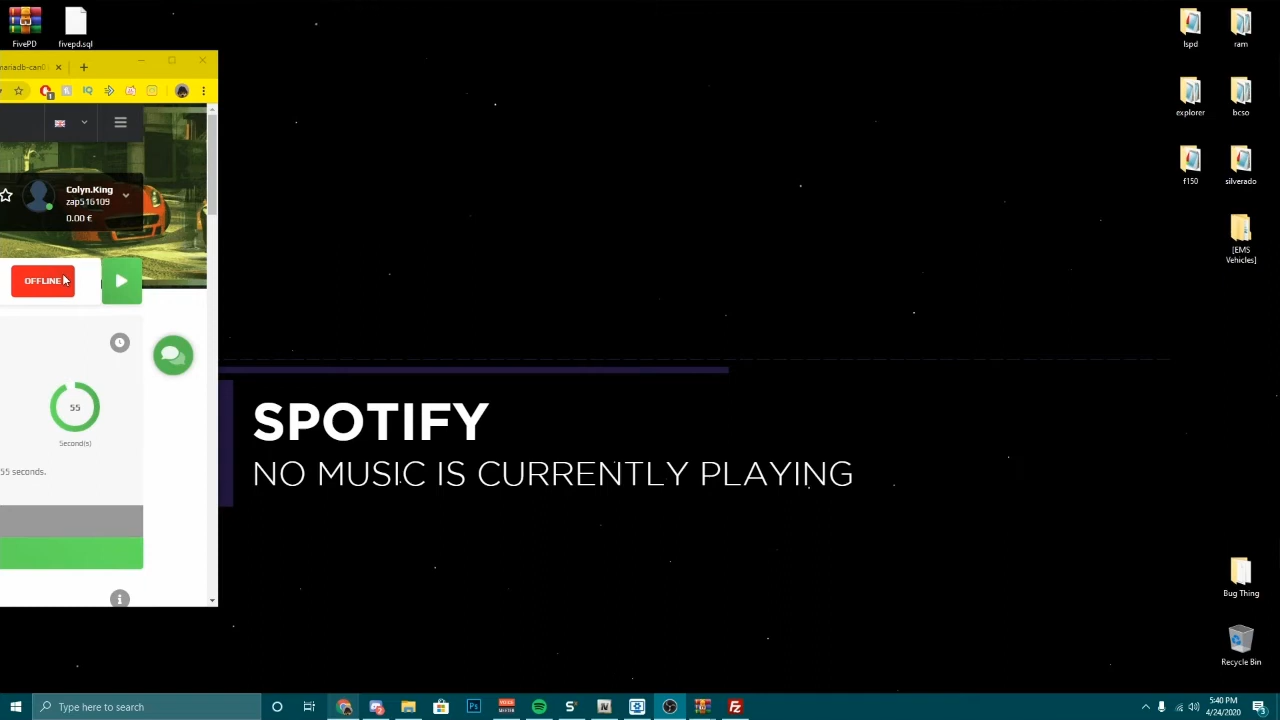 FivePD
fivepd.sql
lspd
ram
mariadb-can0
explorer
bcso
Colyn.King
zap516109
0.00 €
f150
silverado
[EMS
Vehicles]
OFFLINE
55
Second(s)
55 seconds.
SPOTIFY
NO MUSIC IS CURRENTLY PLAYING
Bug Thing
Recycle Bin
Type here to search
5:40 PM
4/24/2020